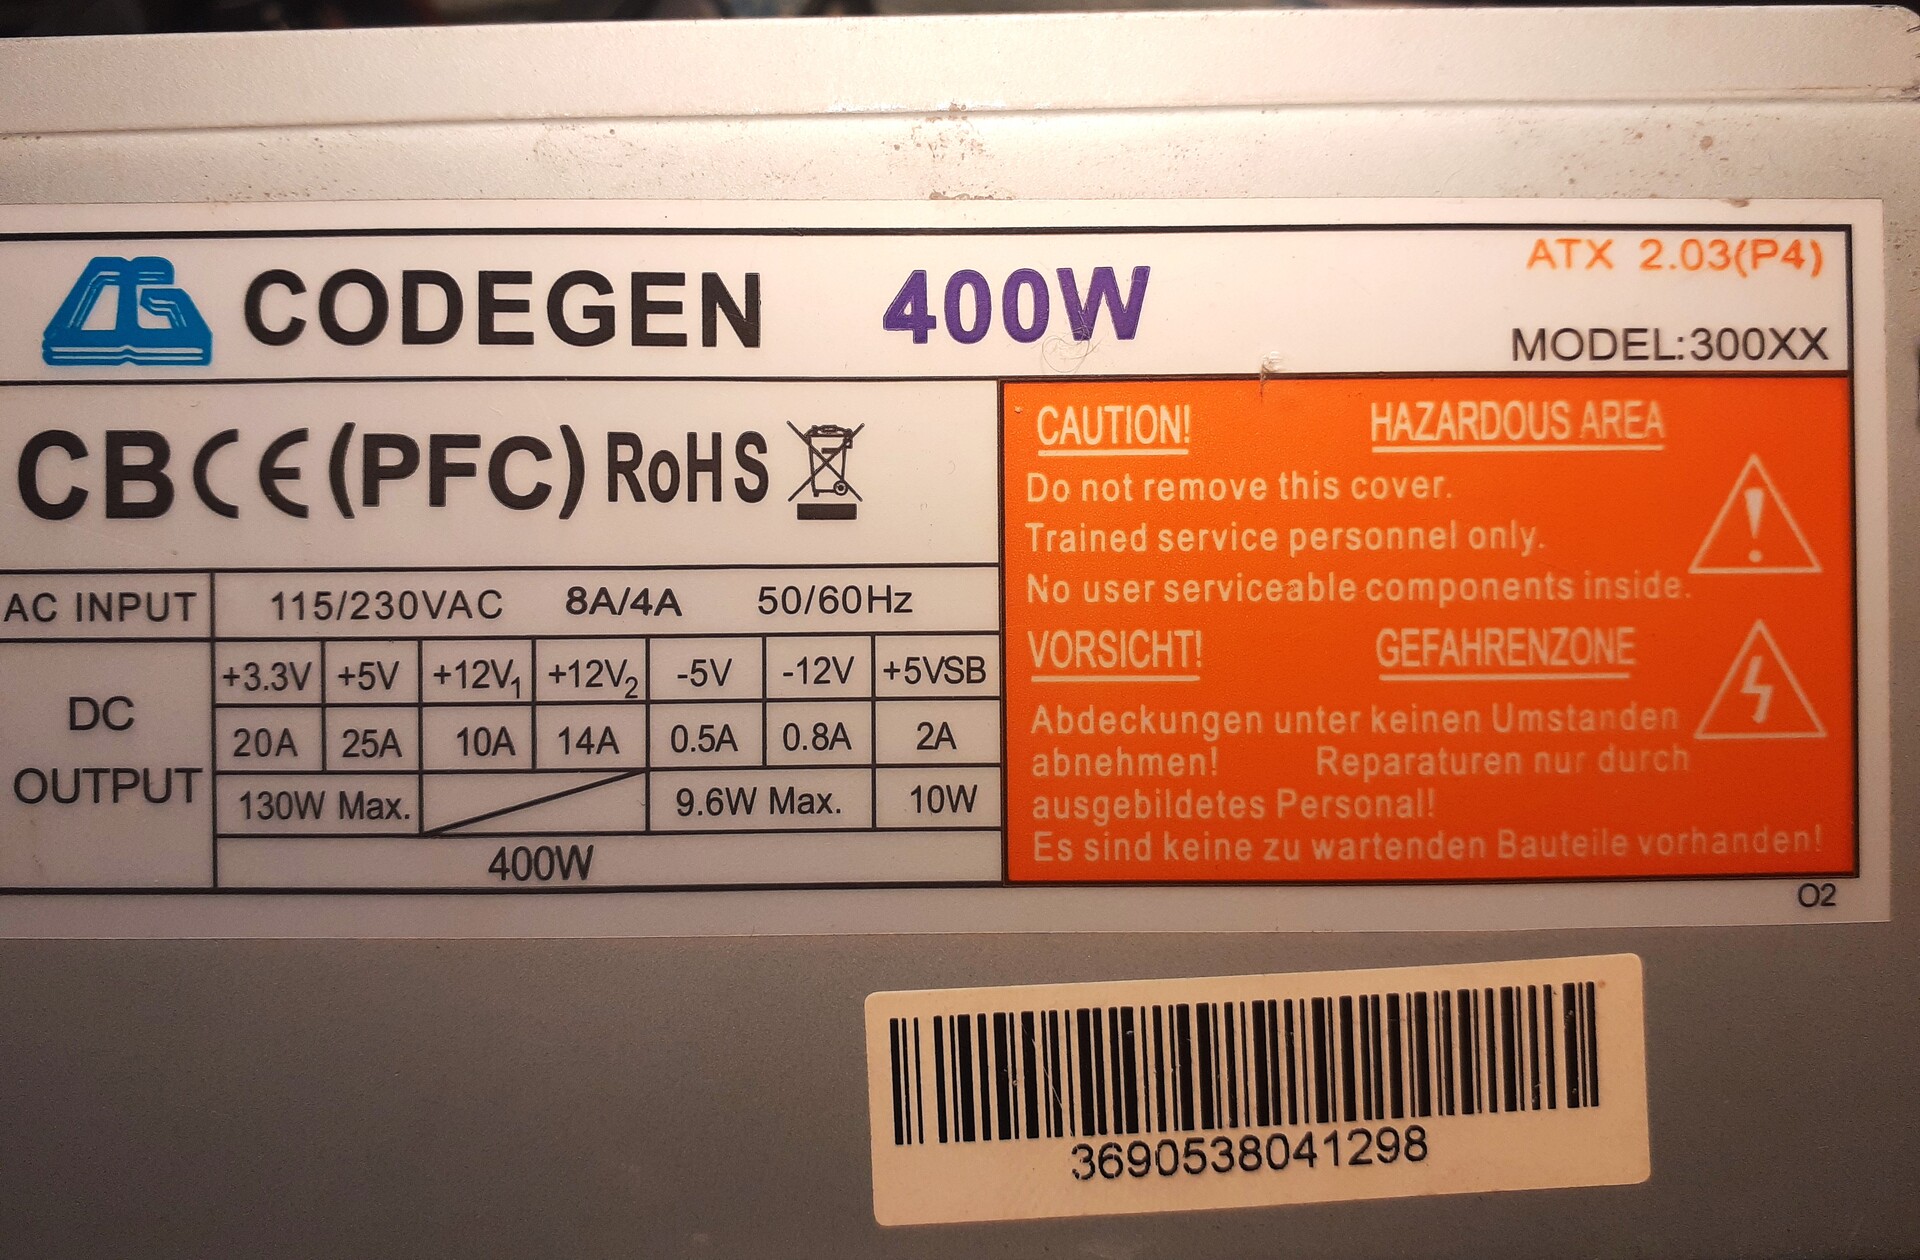 CODEGEN 400W
ATX 2.03(P4)
MODEL:300XX
CB CE (PFC) RoHS
AC INPUT 115/230VAC 8A/4A 50/60Hz
DC OUTPUT
+3.3V +5V +12V1 +12V2 -5V -12V +5VSB
20A 25A 10A 14A 0.5A 0.8A 2A
130W Max. 9.6W Max. 10W
400W
CAUTION! HAZARDOUS AREA
Do not remove this cover.
Trained service personnel only.
No user serviceable components inside.
VORSICHT! GEFAHRENZONE
Abdeckungen unter keinen Umstanden
abnehmen! Reparaturen nur durch
ausgebildetes Personal!
Es sind keine zu wartenden Bauteile vorhanden!
O2
3690538041298